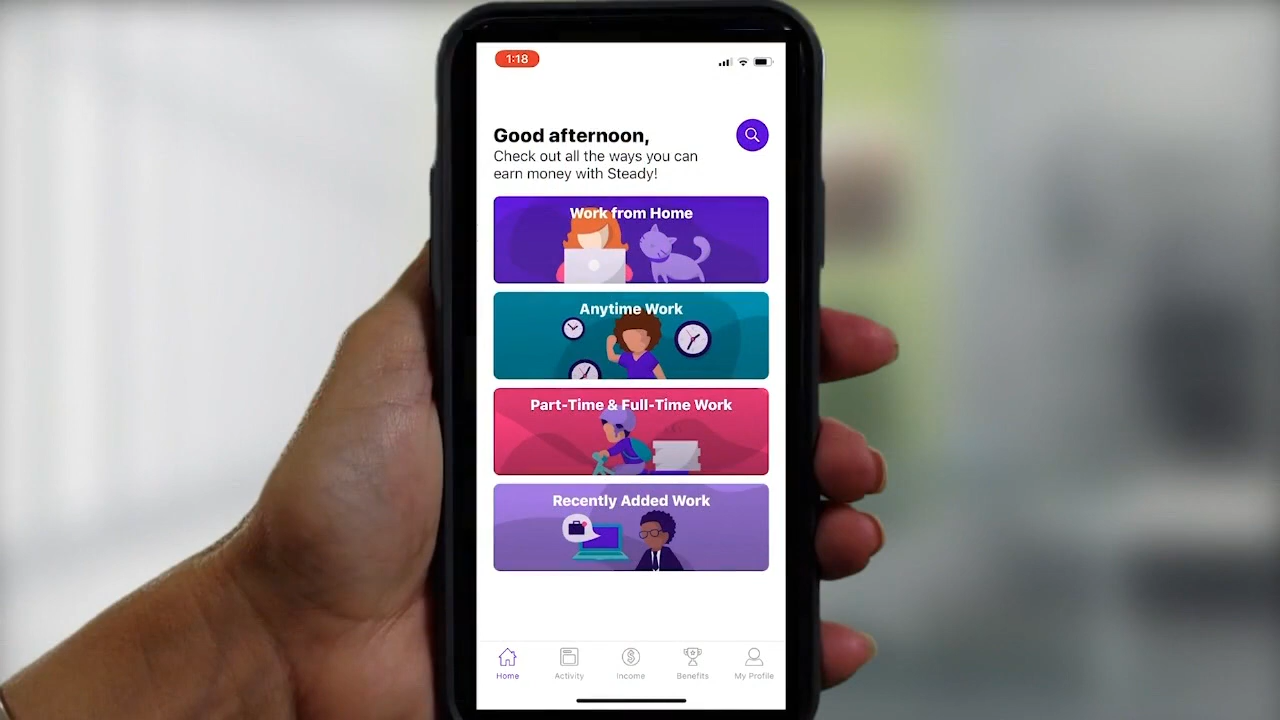 1:18
Good afternoon,
Check out all the ways you can
earn money with Steady!
Work from Home
Anytime Work
Part-Time & Full-Time Work
Recently Added Work
Home
Activity
Income
Benefits
My Profile